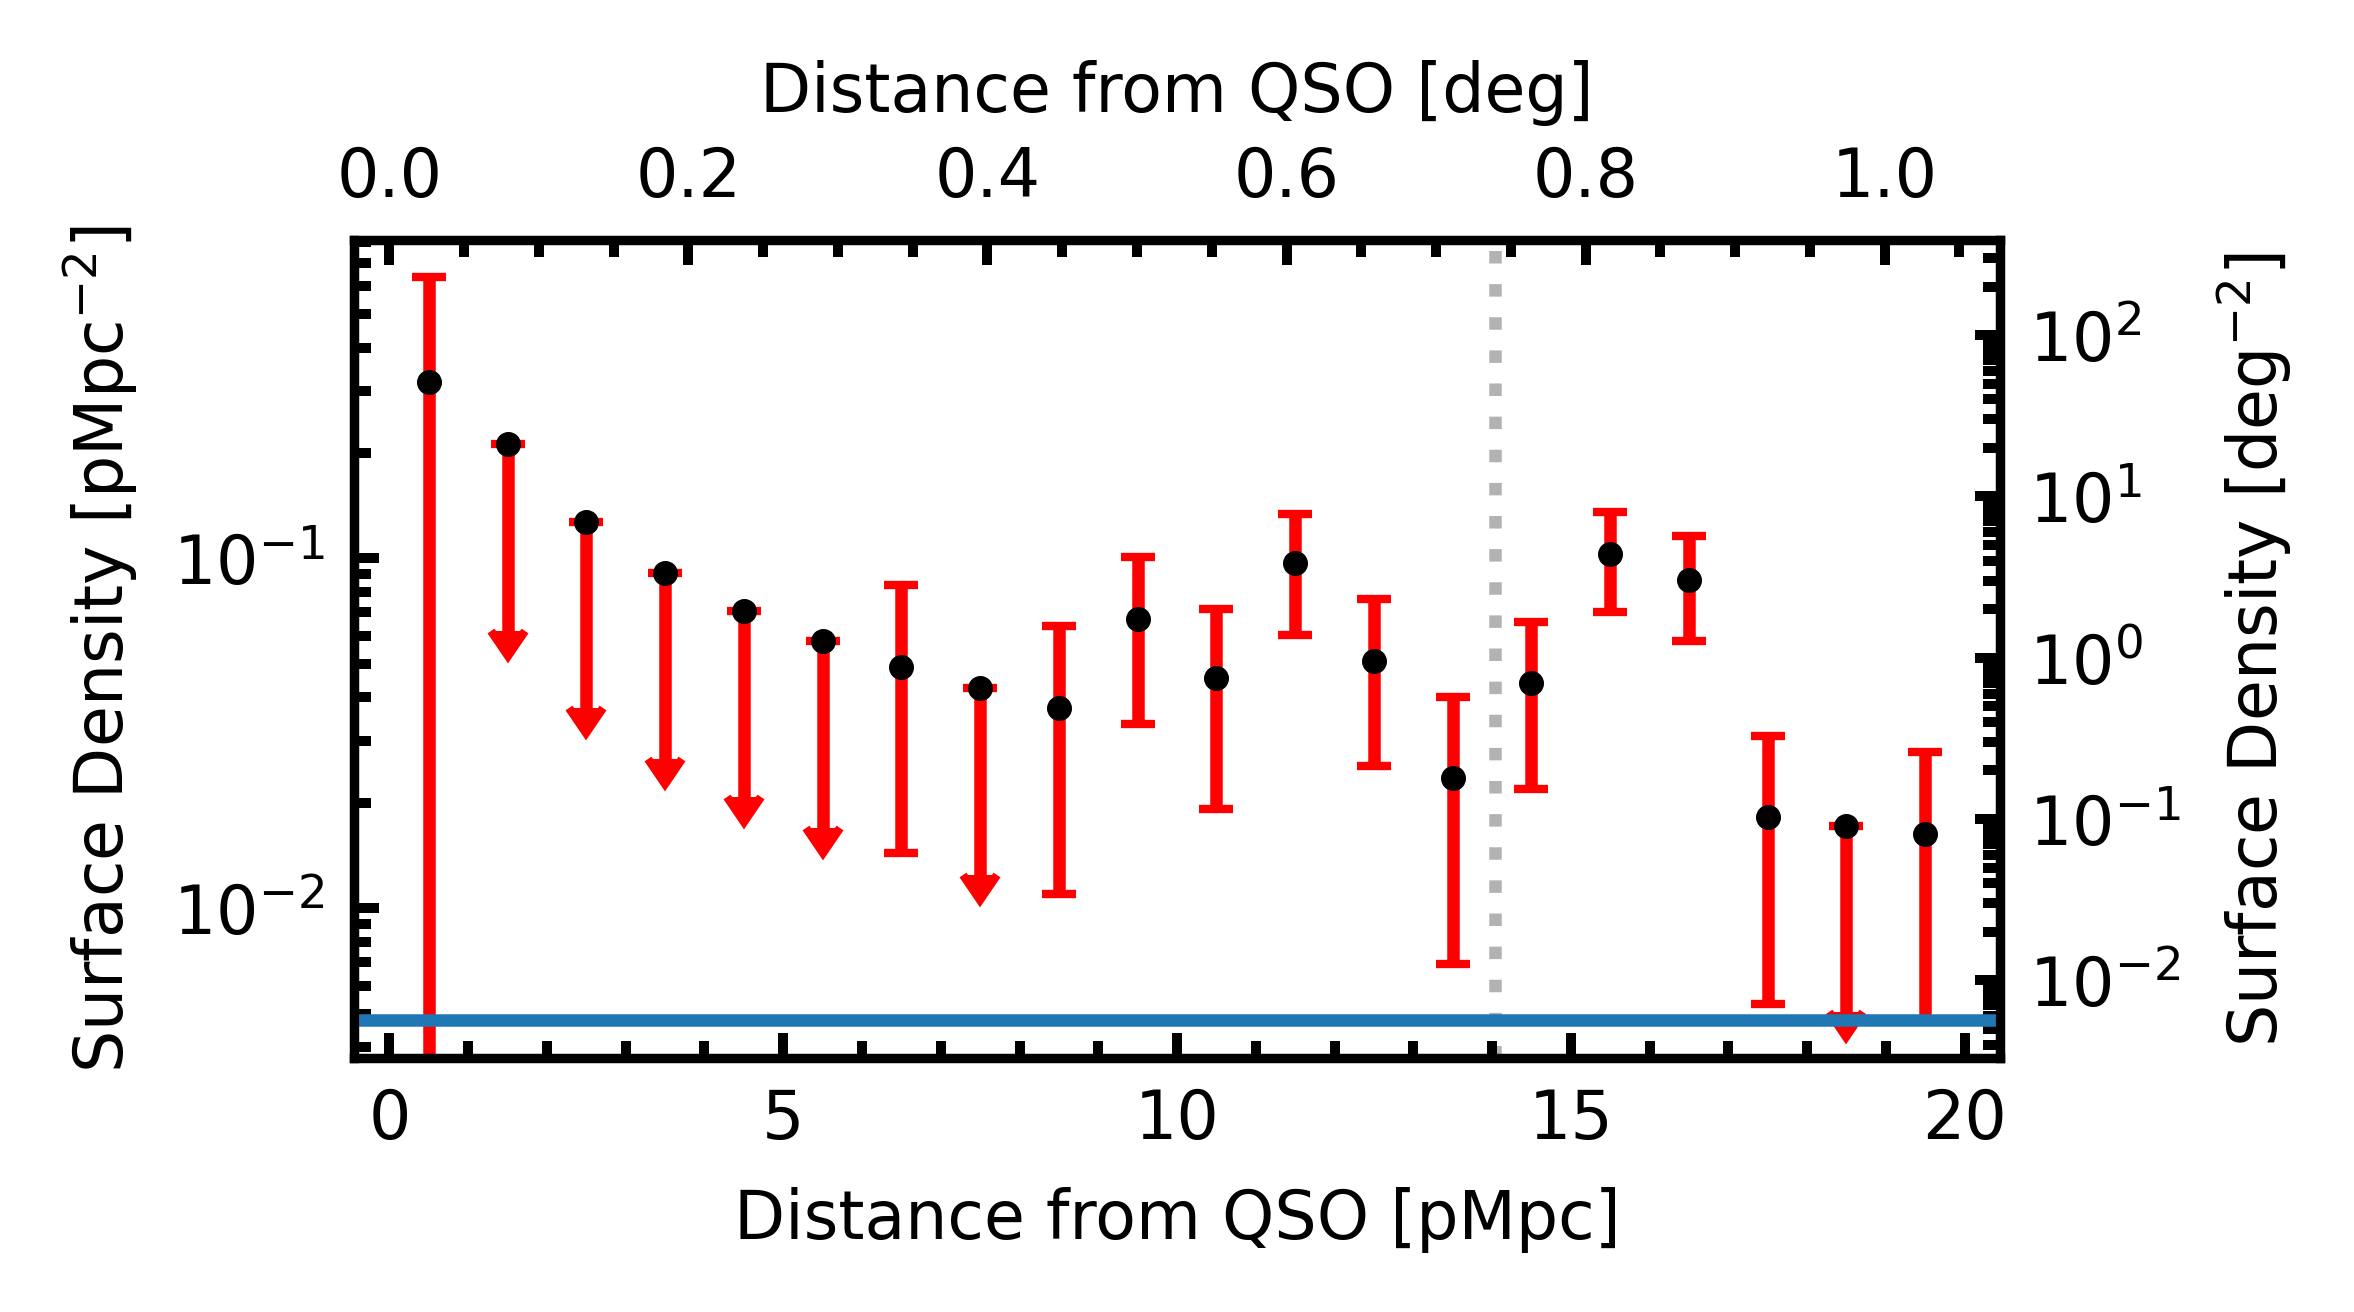 Distance from QSO [deg]
0.0 0.2 0.4 0.6 0.8 1.0
Surface Density [pMpc⁻²]
10⁻¹
10⁻²
10²
10¹
10⁰
10⁻¹
10⁻²
Surface Density [deg⁻²]
0 5 10 15 20
Distance from QSO [pMpc]